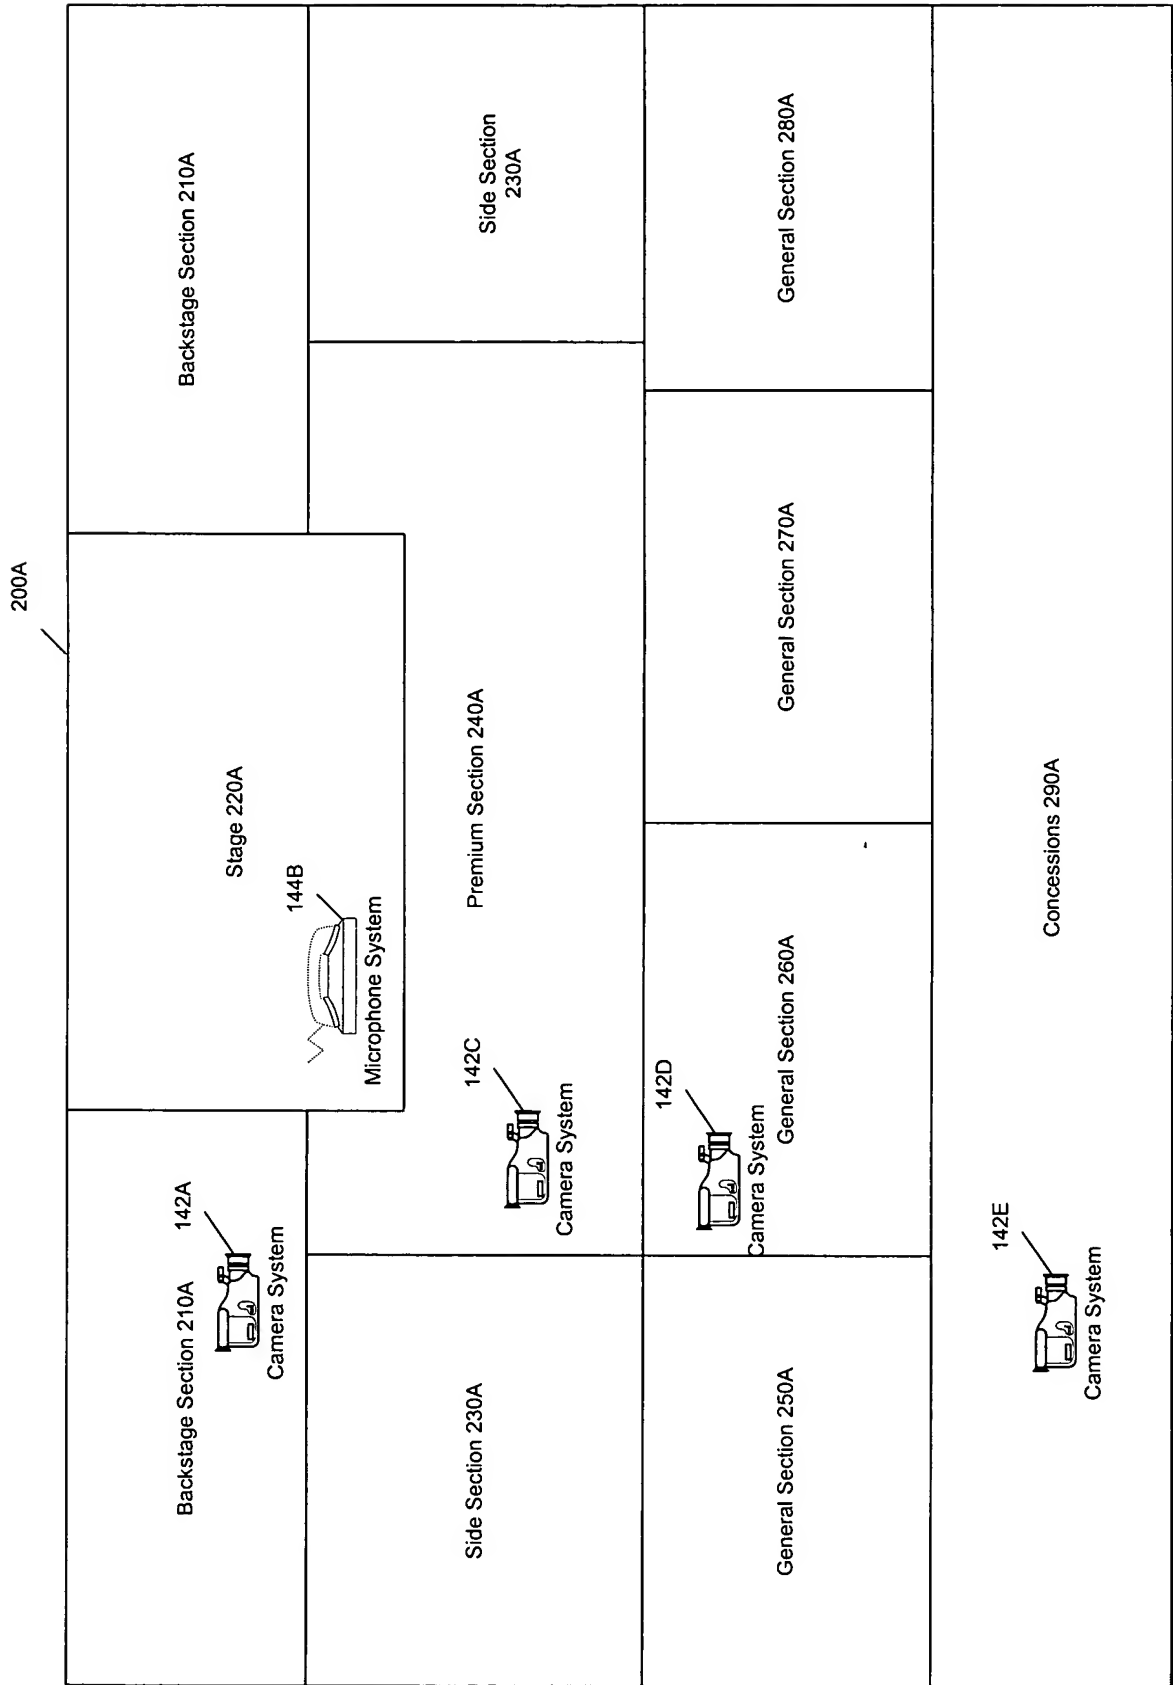 200A
Backstage Section 210A
142A
Camera System
Stage 220A
144B
Microphone System
Backstage Section 210A
Side Section 230A
142C
Camera System
Premium Section 240A
Side Section
230A
General Section 250A
142D
Camera System
General Section 260A
General Section 270A
General Section 280A
142E
Camera System
Concessions 290A